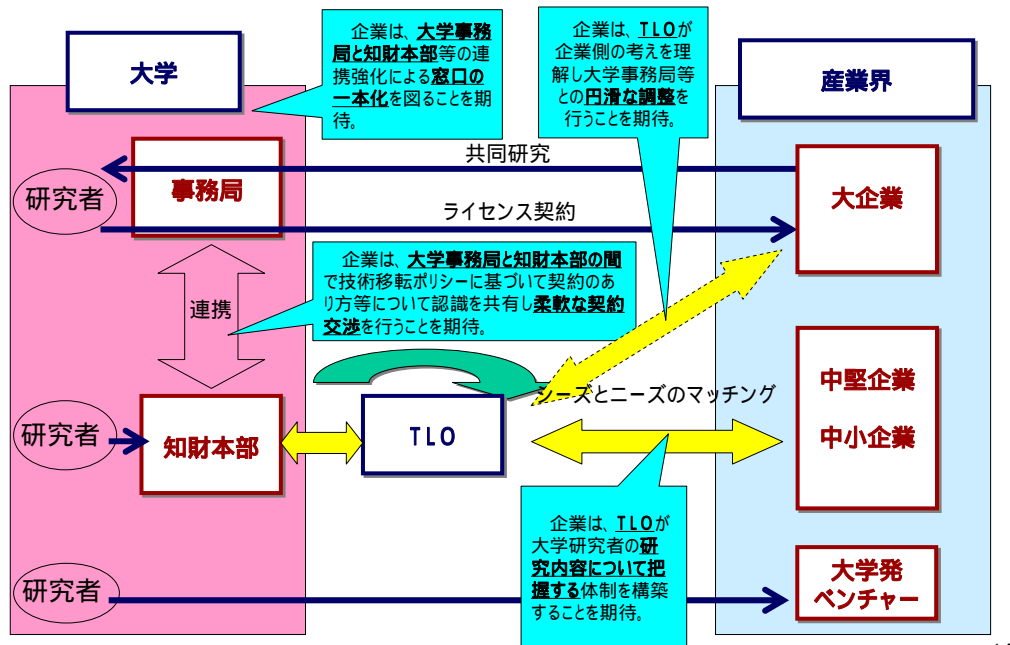 大学
企業は、大学事務
局と知財本部等の連
携強化による窓口の
一本化を図ることを期
待。
企業は、TLOが
企業側の考えを理
解し大学事務局等
との円滑な調整を
行うことを期待。
産業界
共同研究
研究者
事務局
大企業
ライセンス契約
企業は、大学事務局と知財本部の間
で技術移転ポリシーに基づいて契約のあ
り方等について認識を共有し柔軟な契約
交渉を行うことを期待。
連携
中堅企業
中小企業
シーズとニーズのマッチング
研究者
知財本部
TLO
企業は、TLOが
大学研究者の研
究内容について把
握する体制を構築
することを期待。
研究者
大学発
ベンチャー